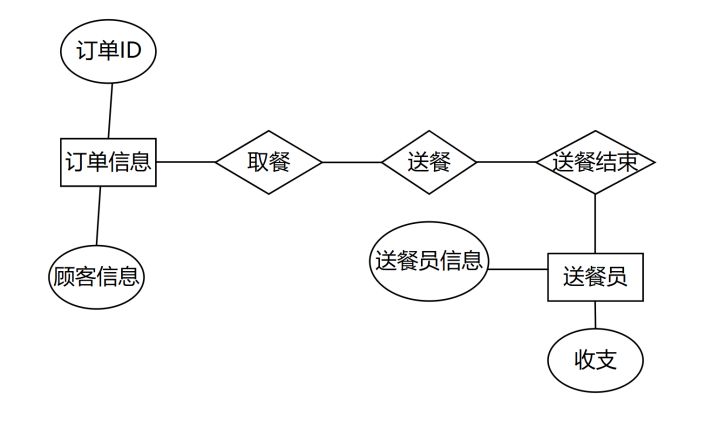 订单ID
订单信息
取餐
送餐
送餐结束
顾客信息
送餐员信息
送餐员
收支